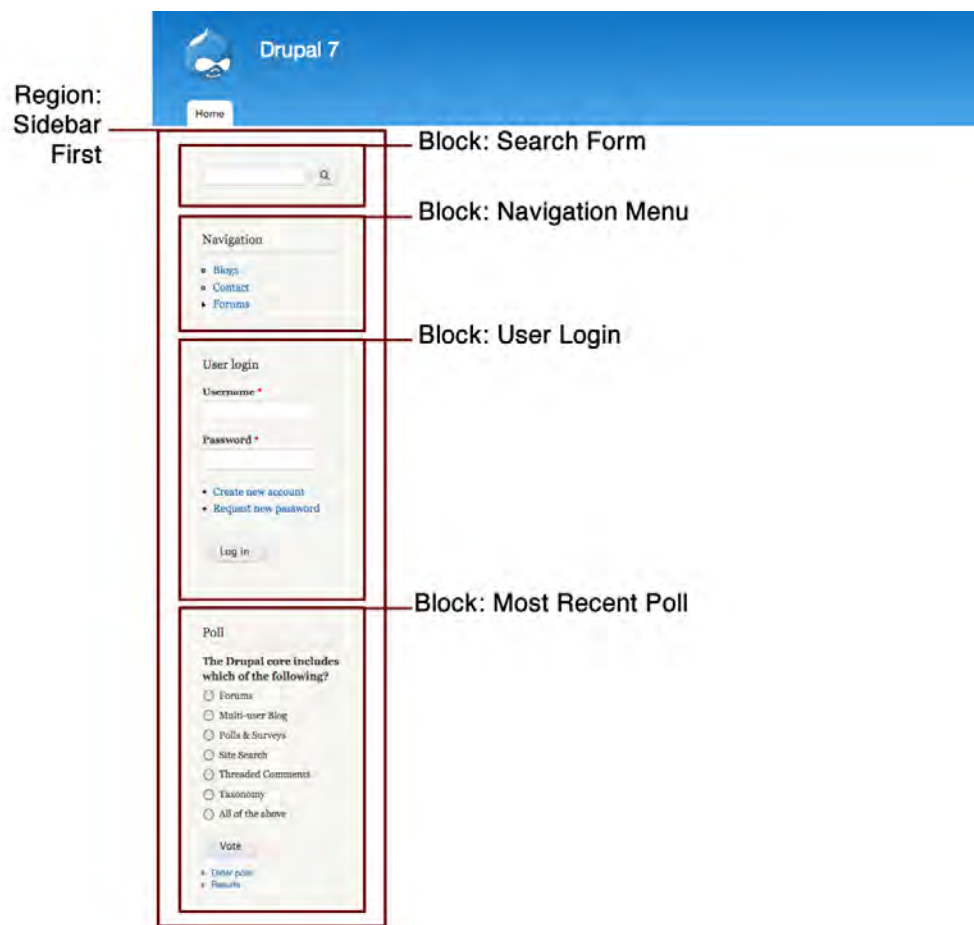 Drupal 7
Home
Region:
Sidebar
First
Block: Search Form
Block: Navigation Menu
Navigation
Blogs
Contact
Forums
Block: User Login
User login
Username *
Password *
Create new account
Request new password
Log in
Block: Most Recent Poll
Poll
The Drupal core includes
which of the following?
Forums
Multi-user Blog
Polls & Surveys
Site Search
Threaded Comments
Taxonomy
All of the above
Vote
Older polls
Results